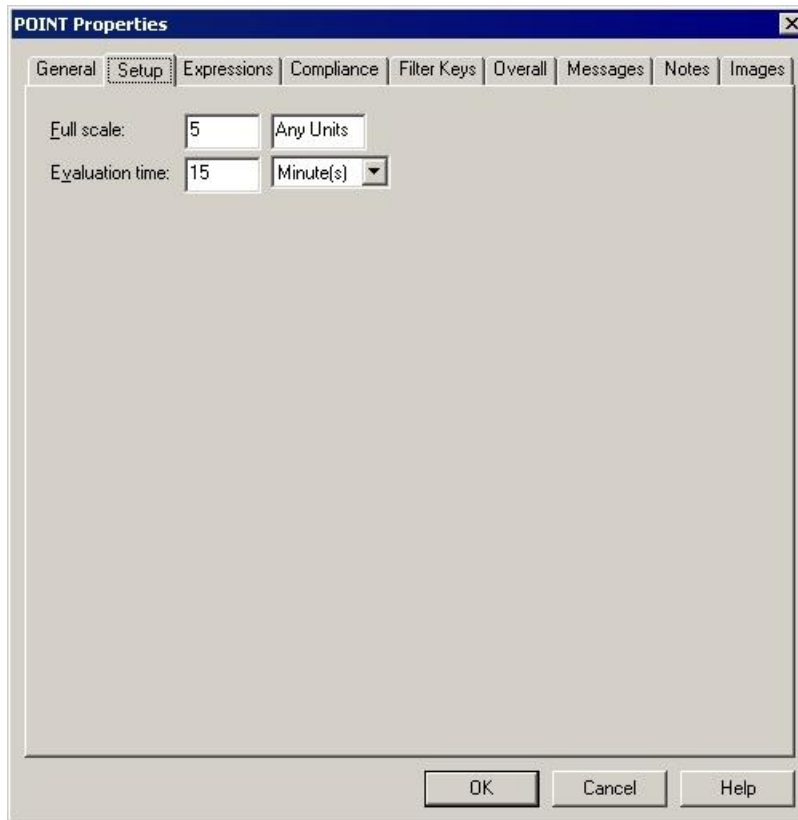 POINT Properties
General Setup Expressions Compliance Filter Keys Overall Messages Notes Images
Full scale: 5 Any Units
Evaluation time: 15 Minute(s)
OK Cancel Help